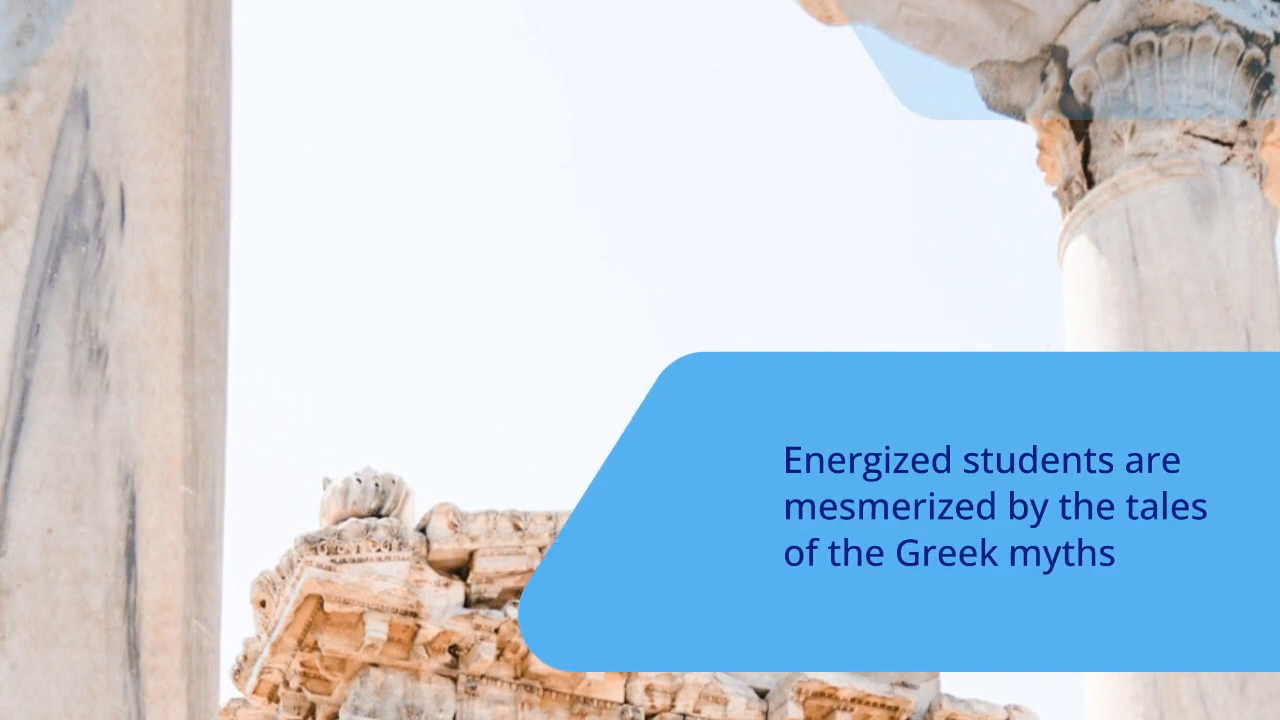 Energized students are
mesmerized by the tales
of the Greek myths